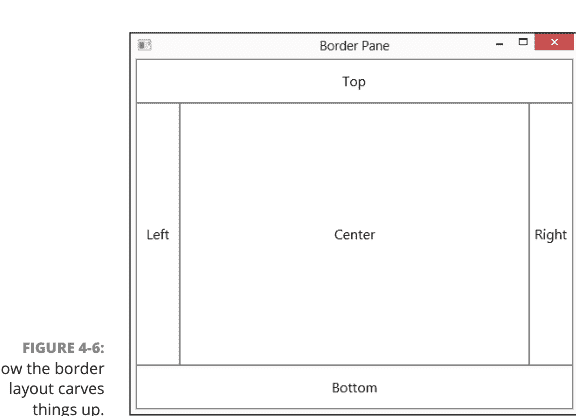 Border Pane
Top
Left
Center
Right
Bottom
FIGURE 4-6:
ow the border
layout carves
things up.